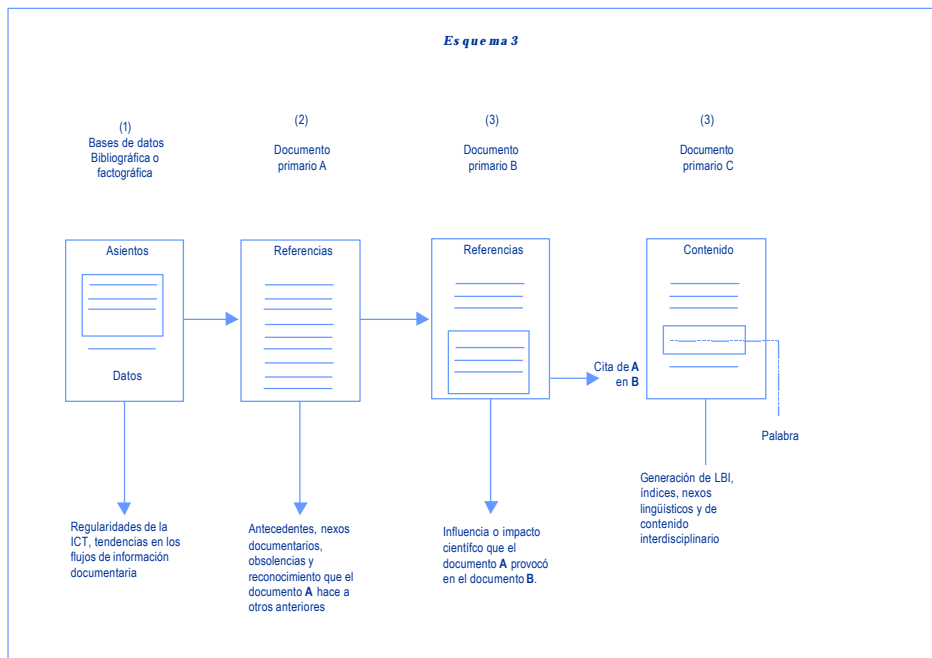 Esquema 3
(1)
Bases de datos
Bibliográfica o
factográfica
(2)
Documento
primario A
(3)
Documento
primario B
(3)
Documento
primario C
Asientos
Datos
Referencias
Referencias
Contenido
Cita de A
en B
Palabra
Regularidades de la
ICT, tendencias en los
flujos de información
documentaria
Antecedentes, nexos
documentarios,
obsolencias y
reconocimiento que el
documento A hace a
otros anteriores
Influencia o impacto
científco que el
documento A provocó
en el documento B.
Generación de LBI,
índices, nexos
lingüísticos y de
contenido
interdisciplinario